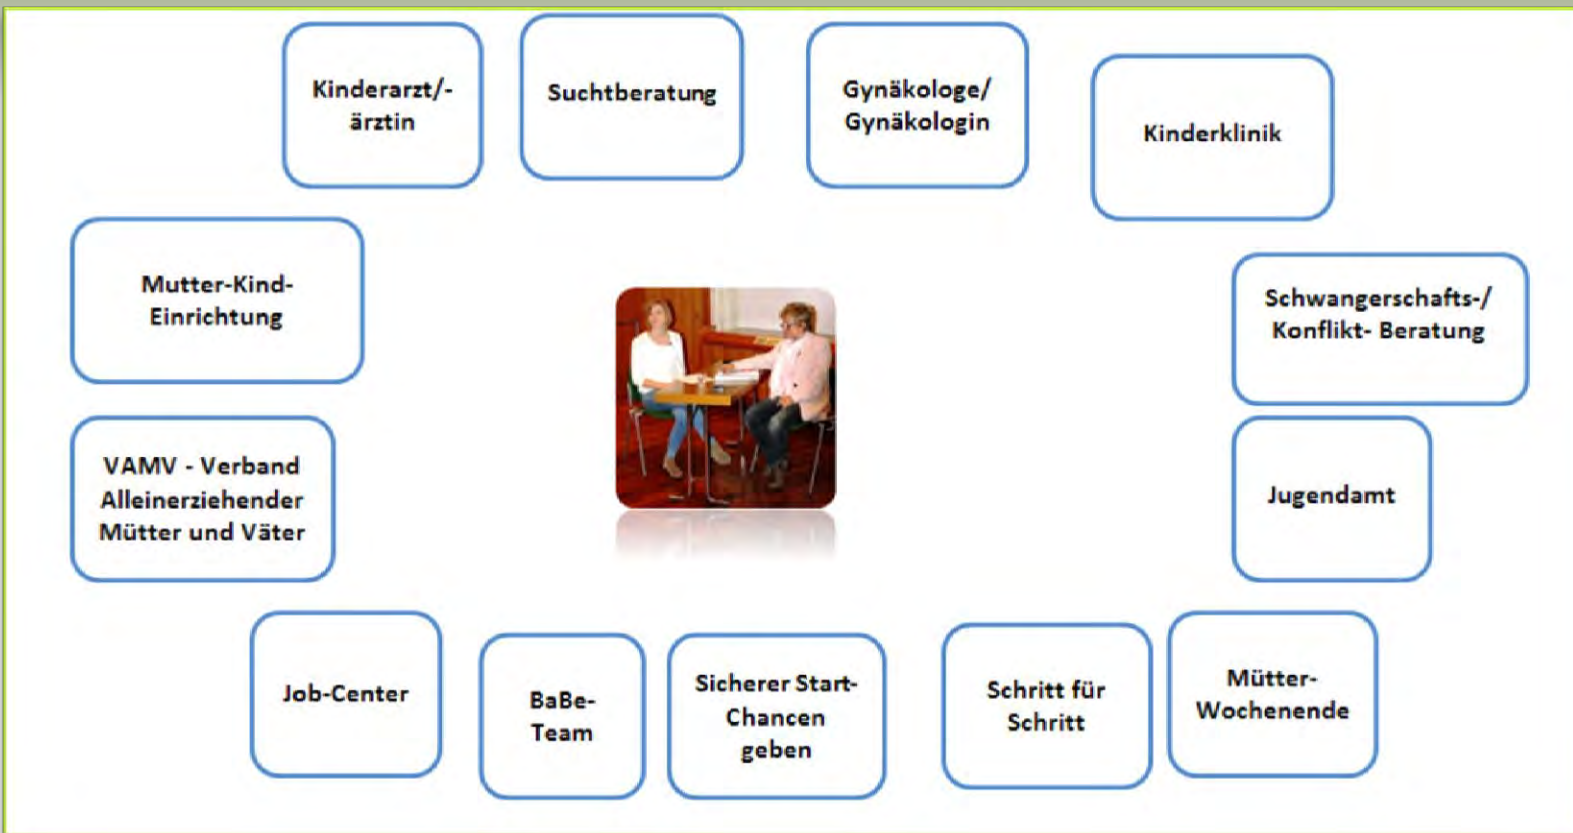 Kinderarzt/-
ärztin
Suchtberatung
Gynäkologe/
Gynäkologin
Kinderklinik
Mutter-Kind-
Einrichtung
Schwangerschafts-/
Konflikt- Beratung
VAMV - Verband
Alleinerziehender
Mütter und Väter
Jugendamt
Job-Center
BaBe-
Team
Sicherer Start-
Chancen
geben
Schritt für
Schritt
Mütter-
Wochenende